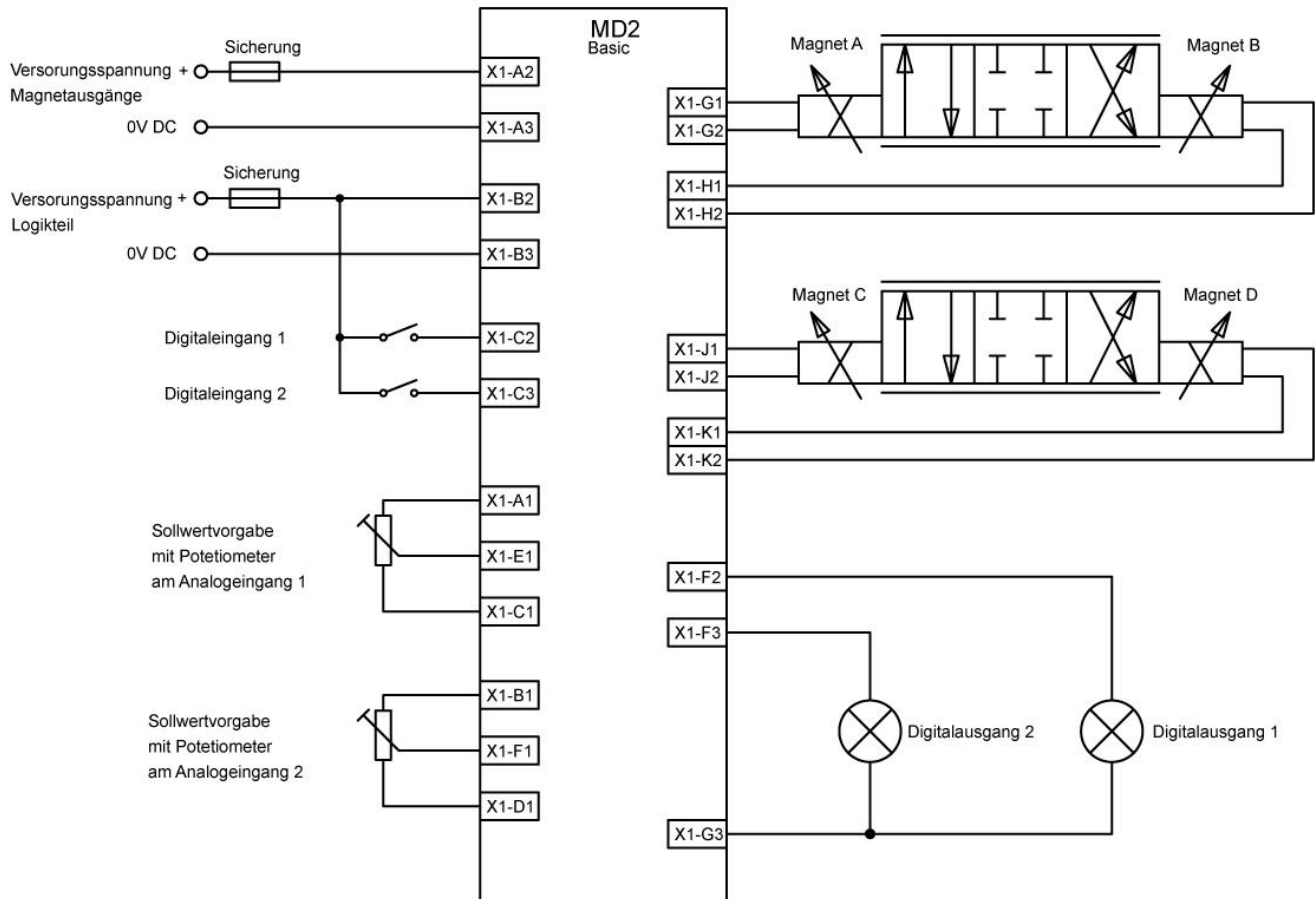 MD2
Basic
Sicherung
Versorungsspannung +
Magnetausgänge
X1-A2
0V DC
X1-A3
Sicherung
Versorungsspannung +
Logikteil
X1-B2
0V DC
X1-B3
Digitaleingang 1
X1-C2
Digitaleingang 2
X1-C3
X1-A1
Sollwertvorgabe
mit Potetiometer
am Analogeingang 1
X1-E1
X1-C1
X1-B1
Sollwertvorgabe
mit Potetiometer
am Analogeingang 2
X1-F1
X1-D1
Magnet A
Magnet B
X1-G1
X1-G2
X1-H1
X1-H2
Magnet C
Magnet D
X1-J1
X1-J2
X1-K1
X1-K2
X1-F2
X1-F3
Digitalausgang 2
Digitalausgang 1
X1-G3